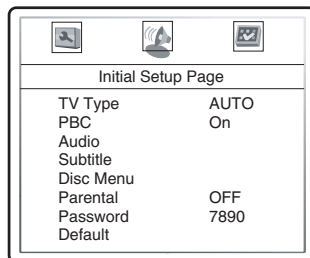 Initial Setup Page
TV Type AUTO
PBC On
Audio
Subtitle
Disc Menu
Parental OFF
Password 7890
Default